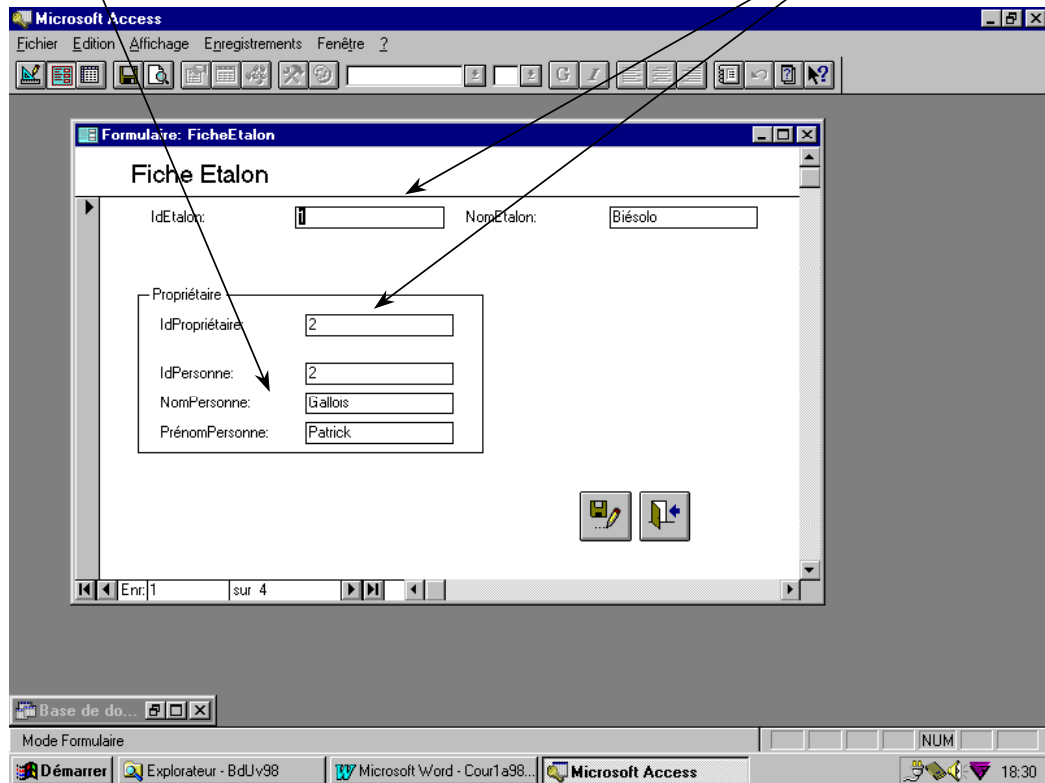 Microsoft Access
Fichier Edition Affichage Enregistrements Fenêtre ?
G I
Formulaire: FicheEtalon
Fiche Etalon
IdEtalon: 1 NomEtalon: Biésolo
Propriétaire
IdPropriétaire: 2
IdPersonne: 2
NomPersonne: Gallois
PrénomPersonne: Patrick
Enr: 1 sur 4
Base de do...
Mode Formulaire NUM
Démarrer Explorateur - BdUv98 Microsoft Word - Cour1a98... Microsoft Access 18:30